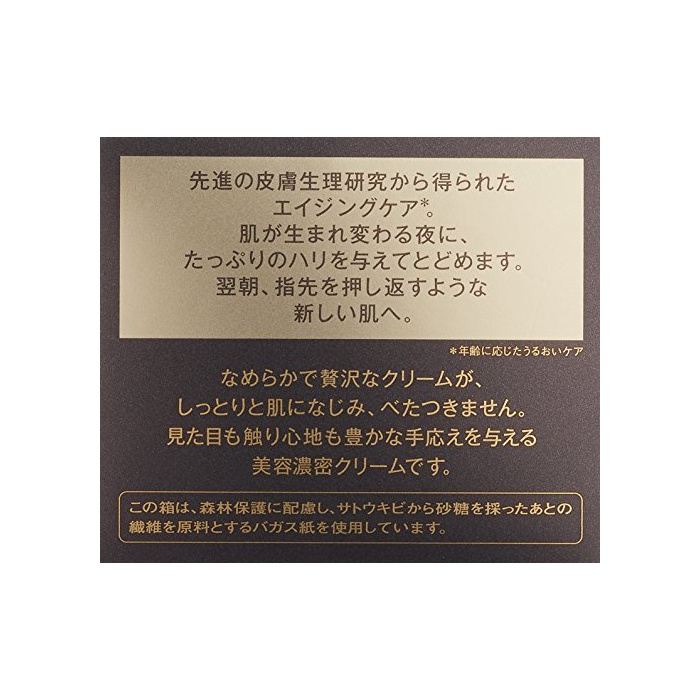 先進の皮膚生理研究から得られた
エイジングケア*。
肌が生まれ変わる夜に、
たっぷりのハリを与えてとどめます。
翌朝、指先を押し返すような
新しい肌へ。
*年齢に応じたうるおいケア
なめらかで贅沢なクリームが、
しっとりと肌になじみ、べたつきません。
見た目も触り心地も豊かな手応えを与える
美容濃密クリームです。
この箱は、森林保護に配慮し、サトウキビから砂糖を採ったあとの
繊維を原料とするバガス紙を使用しています。